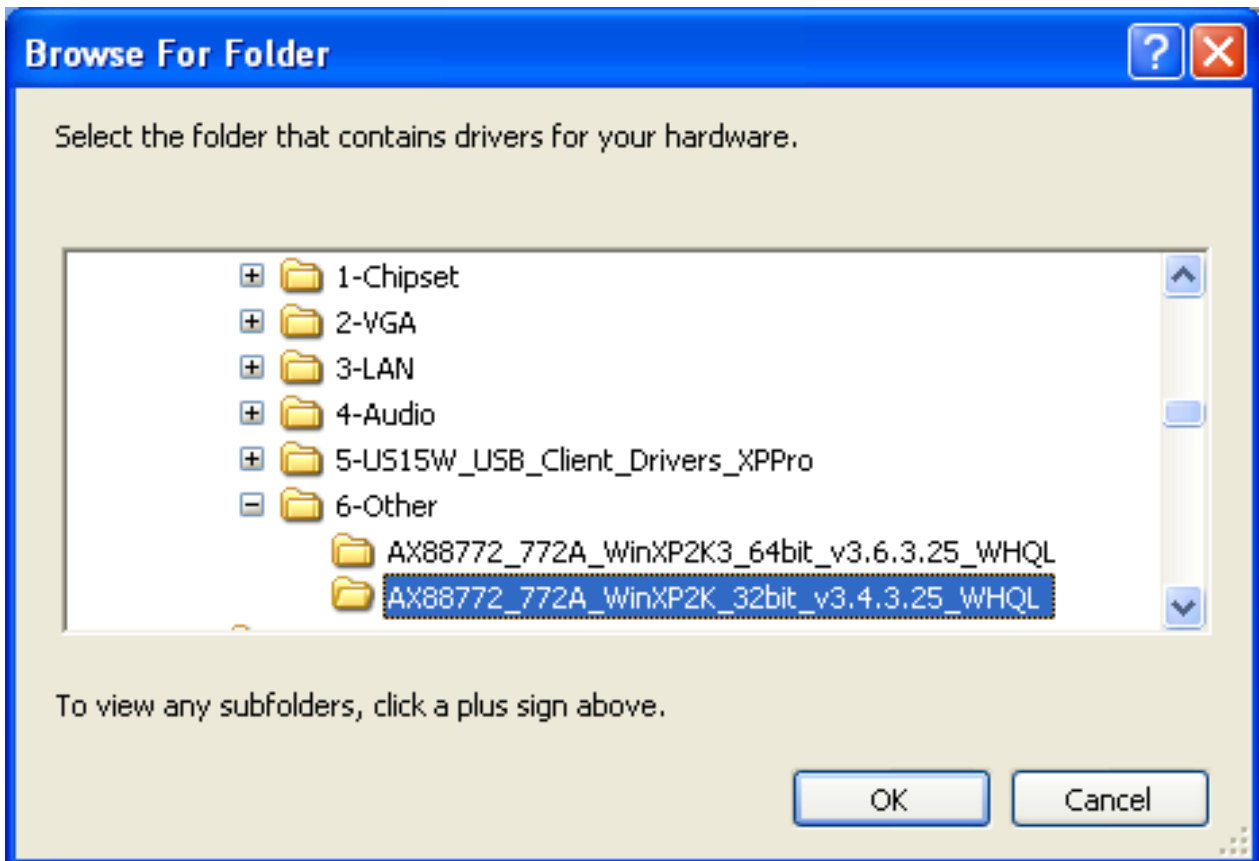 Browse For Folder
Select the folder that contains drivers for your hardware.
1-Chipset
2-VGA
3-LAN
4-Audio
5-US15W_USB_Client_Drivers_XPPro
6-Other
AX88772_772A_WinXP2K3_64bit_v3.6.3.25_WHQL
AX88772_772A_WinXP2K_32bit_v3.4.3.25_WHQL
To view any subfolders, click a plus sign above.
OK Cancel